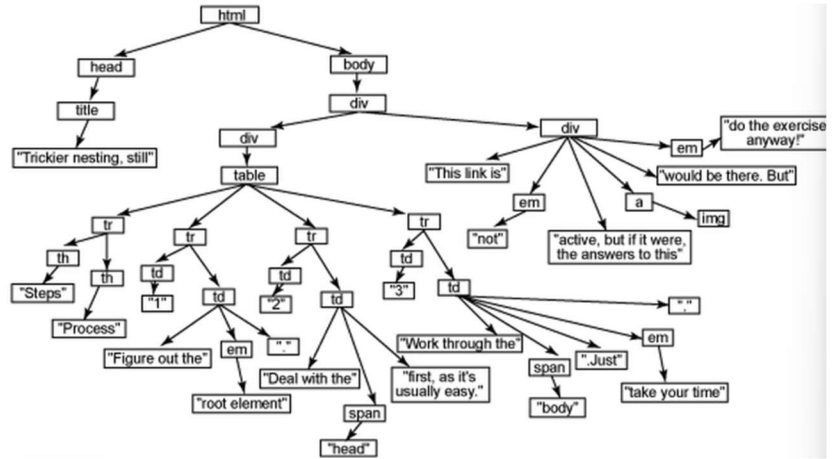 html
head
body
title
div
"Trickier nesting, still"
div
div
"do the exercise
anyway!"
em
table
"This link is"
"would be there. But"
em
a
img
"not"
"active, but if it were,
the answers to this"
tr
tr
tr
tr
th
th
"Steps"
"Process"
td
"1"
td
td
"2"
td
td
"3"
td
"."
"Figure out the"
em
"."
"root element"
"Deal with the"
"first, as it's
usually easy."
span
"head"
"Work through the"
span
"body"
".Just"
em
"take your time"